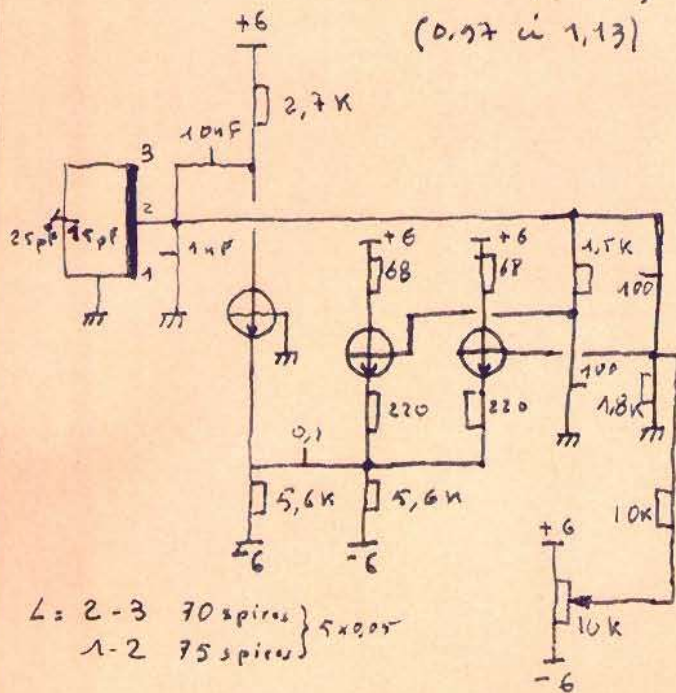 (0.97 à 1,13)
+6
2,7 K
10nF
3
2
1
25pF
15pF
1nF
+6
+6
68
68
1,5K
100
100
1,8K
220
220
0,1
5,6K
5,6K
-6
-6
10K
+6
10K
-6
L = 2-3 70 spires
1-2 75 spires
5x0,05